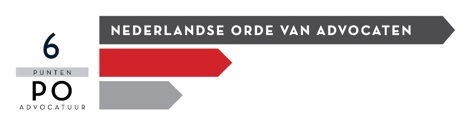 6
PUNTEN
PO
ADVOCATUUR
NEDERLANDSE ORDE VAN ADVOCATEN